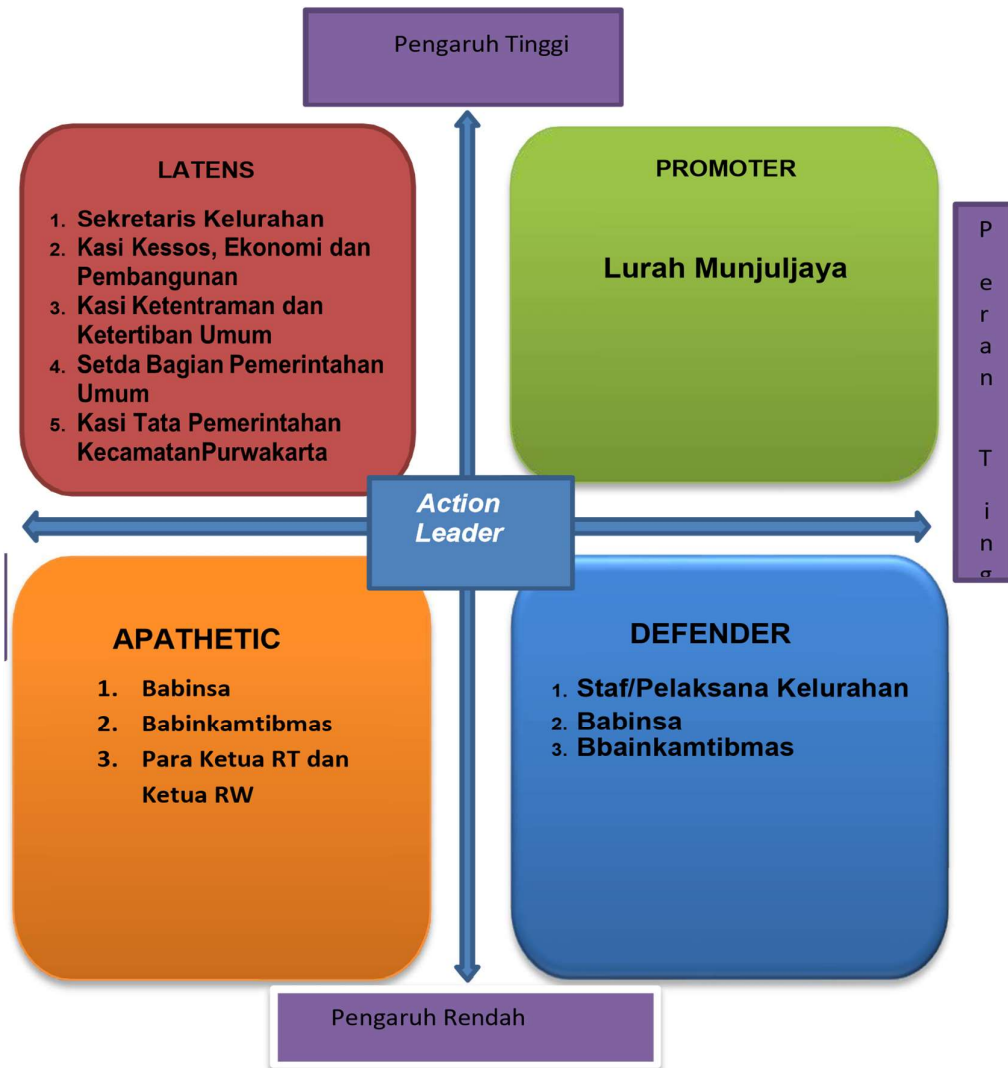 Pengaruh Tinggi
LATENS
1. Sekretaris Kelurahan
2. Kasi Kessos, Ekonomi dan
Pembangunan
3. Kasi Ketentraman dan
Ketertiban Umum
4. Setda Bagian Pemerintahan
Umum
5. Kasi Tata Pemerintahan
KecamatanPurwakarta
PROMOTER
Lurah Munjuljaya
P
e
r
a
n
T
i
n
g
Action
Leader
APATHETIC
1. Babinsa
2. Babinkamtibmas
3. Para Ketua RT dan
Ketua RW
DEFENDER
1. Staf/Pelaksana Kelurahan
2. Babinsa
3. Bbainkamtibmas
Pengaruh Rendah